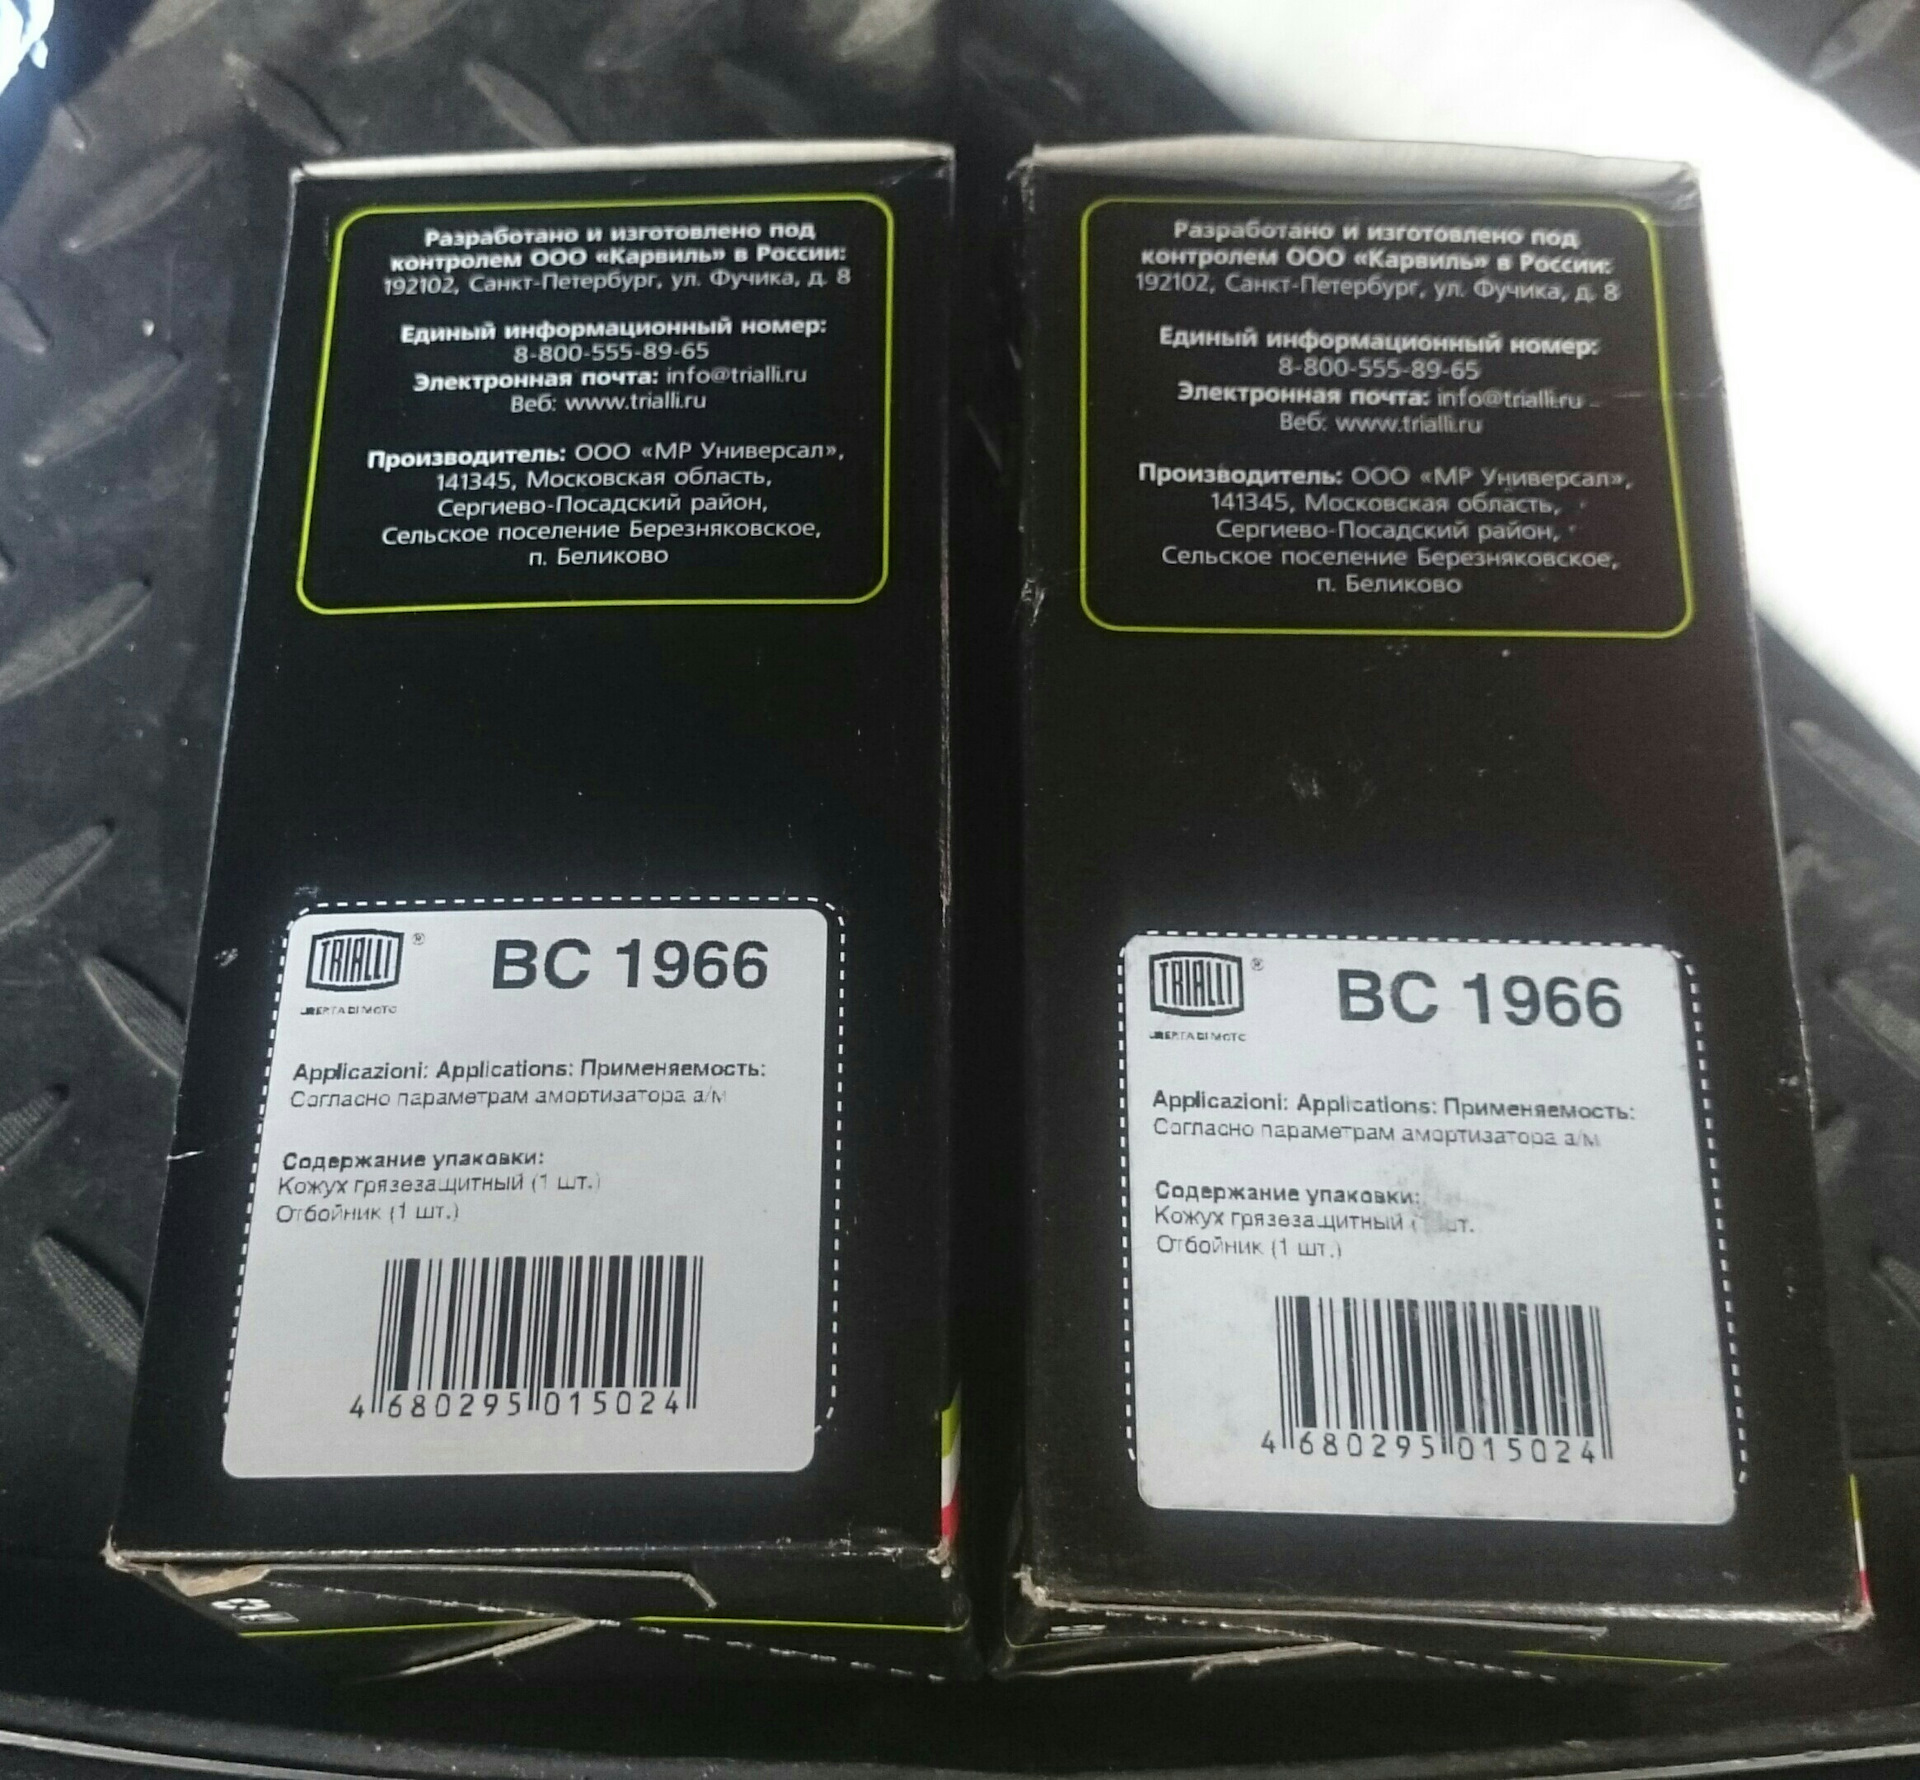 Разработано и изготовлено под
контролем ООО «Карвиль» в России:
192102, Санкт-Петербург, ул. Фучика, д. 8
Единый информационный номер:
8-800-555-89-65
Электронная почта: info@trialli.ru
Веб: www.trialli.ru
Производитель: ООО «МР Универсал»,
141345, Московская область,
Сергиево-Посадский район,
Сельское поселение Березняковское,
п. Беликово
TRIALLI ®
BC 1966
Applicazioni: Applications: Применяемость:
Согласно параметрам амортизатора а/м
Содержание упаковки:
Кожух грязезащитный (1 шт.)
Отбойник (1 шт.)
4 680295 015024
Разработано и изготовлено под
контролем ООО «Карвиль» в России:
192102, Санкт-Петербург, ул. Фучика, д. 8
Единый информационный номер:
8-800-555-89-65
Электронная почта: info@trialli.ru
Веб: www.trialli.ru
Производитель: ООО «МР Универсал»,
141345, Московская область,
Сергиево-Посадский район,
Сельское поселение Березняковское,
п. Беликово
TRIALLI ®
BC 1966
Applicazioni: Applications: Применяемость:
Согласно параметрам амортизатора а/м
Содержание упаковки:
Кожух грязезащитный ( шт.
Отбойник (1 шт.)
4 680295 015024